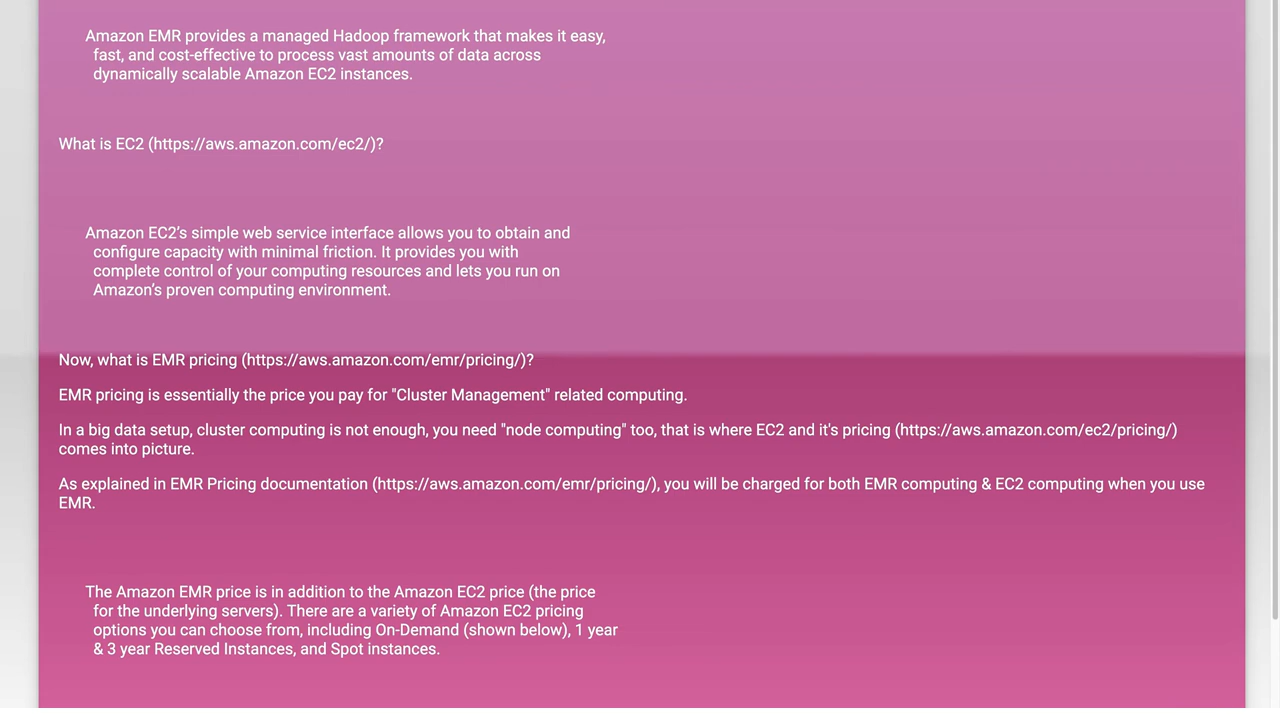 Amazon EMR provides a managed Hadoop framework that makes it easy,
fast, and cost-effective to process vast amounts of data across
dynamically scalable Amazon EC2 instances.
What is EC2 (https://aws.amazon.com/ec2/)?
Amazon EC2’s simple web service interface allows you to obtain and
configure capacity with minimal friction. It provides you with
complete control of your computing resources and lets you run on
Amazon’s proven computing environment.
Now, what is EMR pricing (https://aws.amazon.com/emr/pricing/)?
EMR pricing is essentially the price you pay for "Cluster Management" related computing.
In a big data setup, cluster computing is not enough, you need "node computing" too, that is where EC2 and it's pricing (https://aws.amazon.com/ec2/pricing/)
comes into picture.
As explained in EMR Pricing documentation (https://aws.amazon.com/emr/pricing/), you will be charged for both EMR computing & EC2 computing when you use
EMR.
The Amazon EMR price is in addition to the Amazon EC2 price (the price
for the underlying servers). There are a variety of Amazon EC2 pricing
options you can choose from, including On-Demand (shown below), 1 year
& 3 year Reserved Instances, and Spot instances.